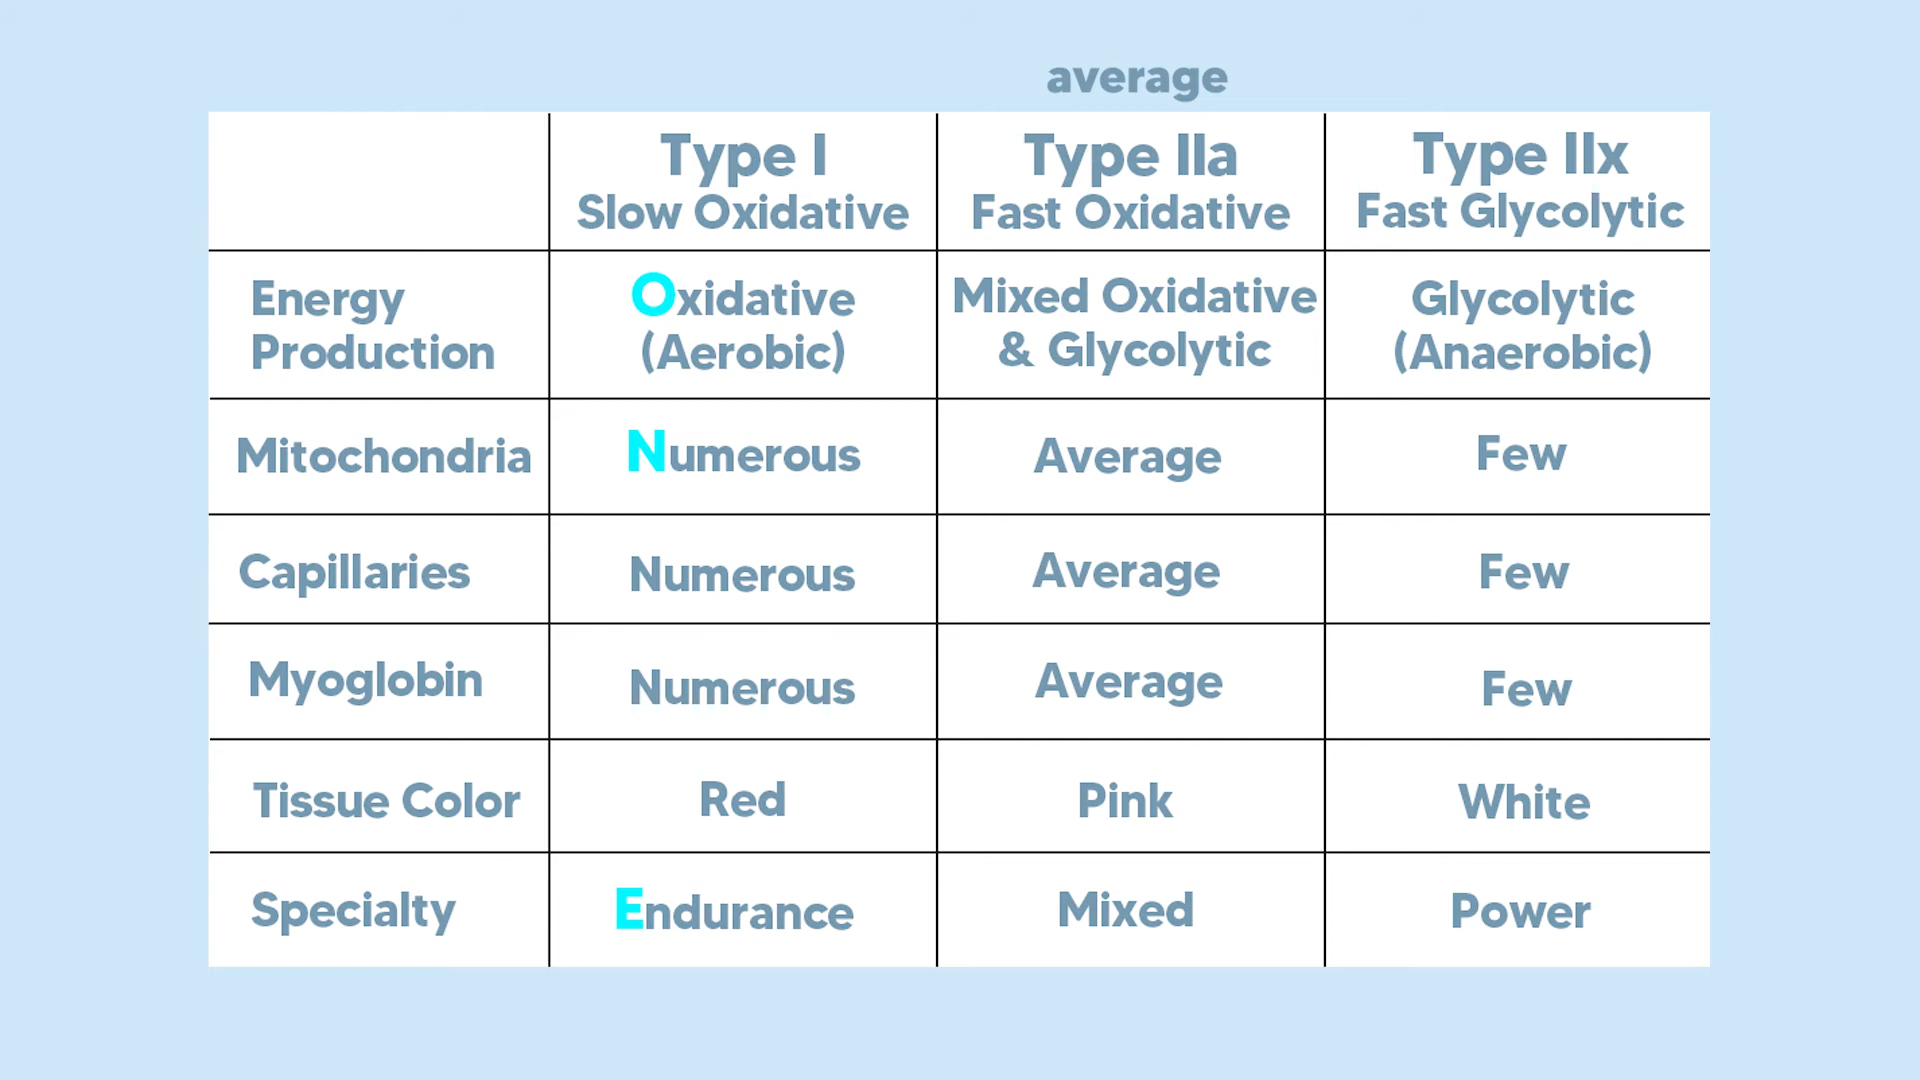 average
Type I
Slow Oxidative
Type IIa
Fast Oxidative
Type IIx
Fast Glycolytic
Energy
Production
Oxidative
(Aerobic)
Mixed Oxidative
& Glycolytic
Glycolytic
(Anaerobic)
Mitochondria
Numerous
Average
Few
Capillaries
Numerous
Average
Few
Myoglobin
Numerous
Average
Few
Tissue Color
Red
Pink
White
Specialty
Endurance
Mixed
Power